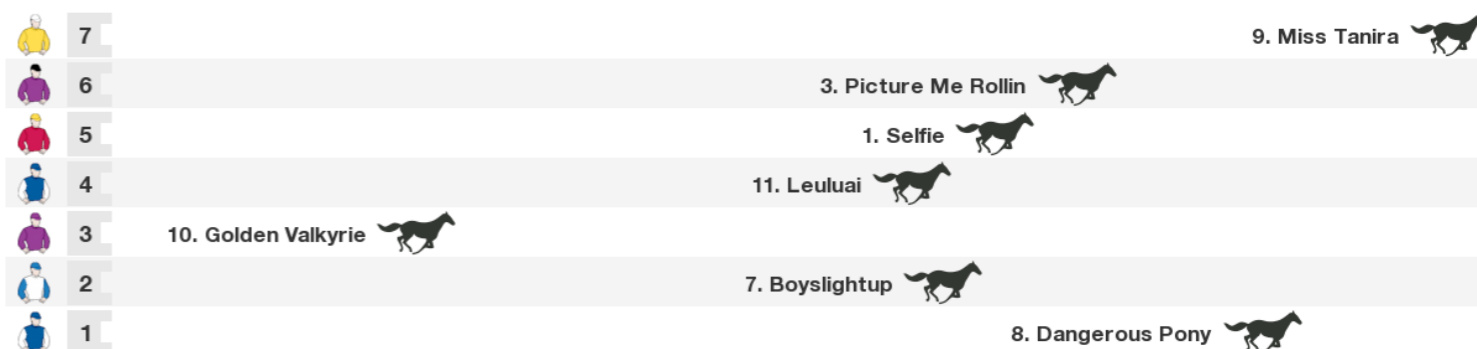 7 9. Miss Tanira
6 3. Picture Me Rollin
5 1. Selfie
4 11. Leuluai
3 10. Golden Valkyrie
2 7. Boyslightup
1 8. Dangerous Pony